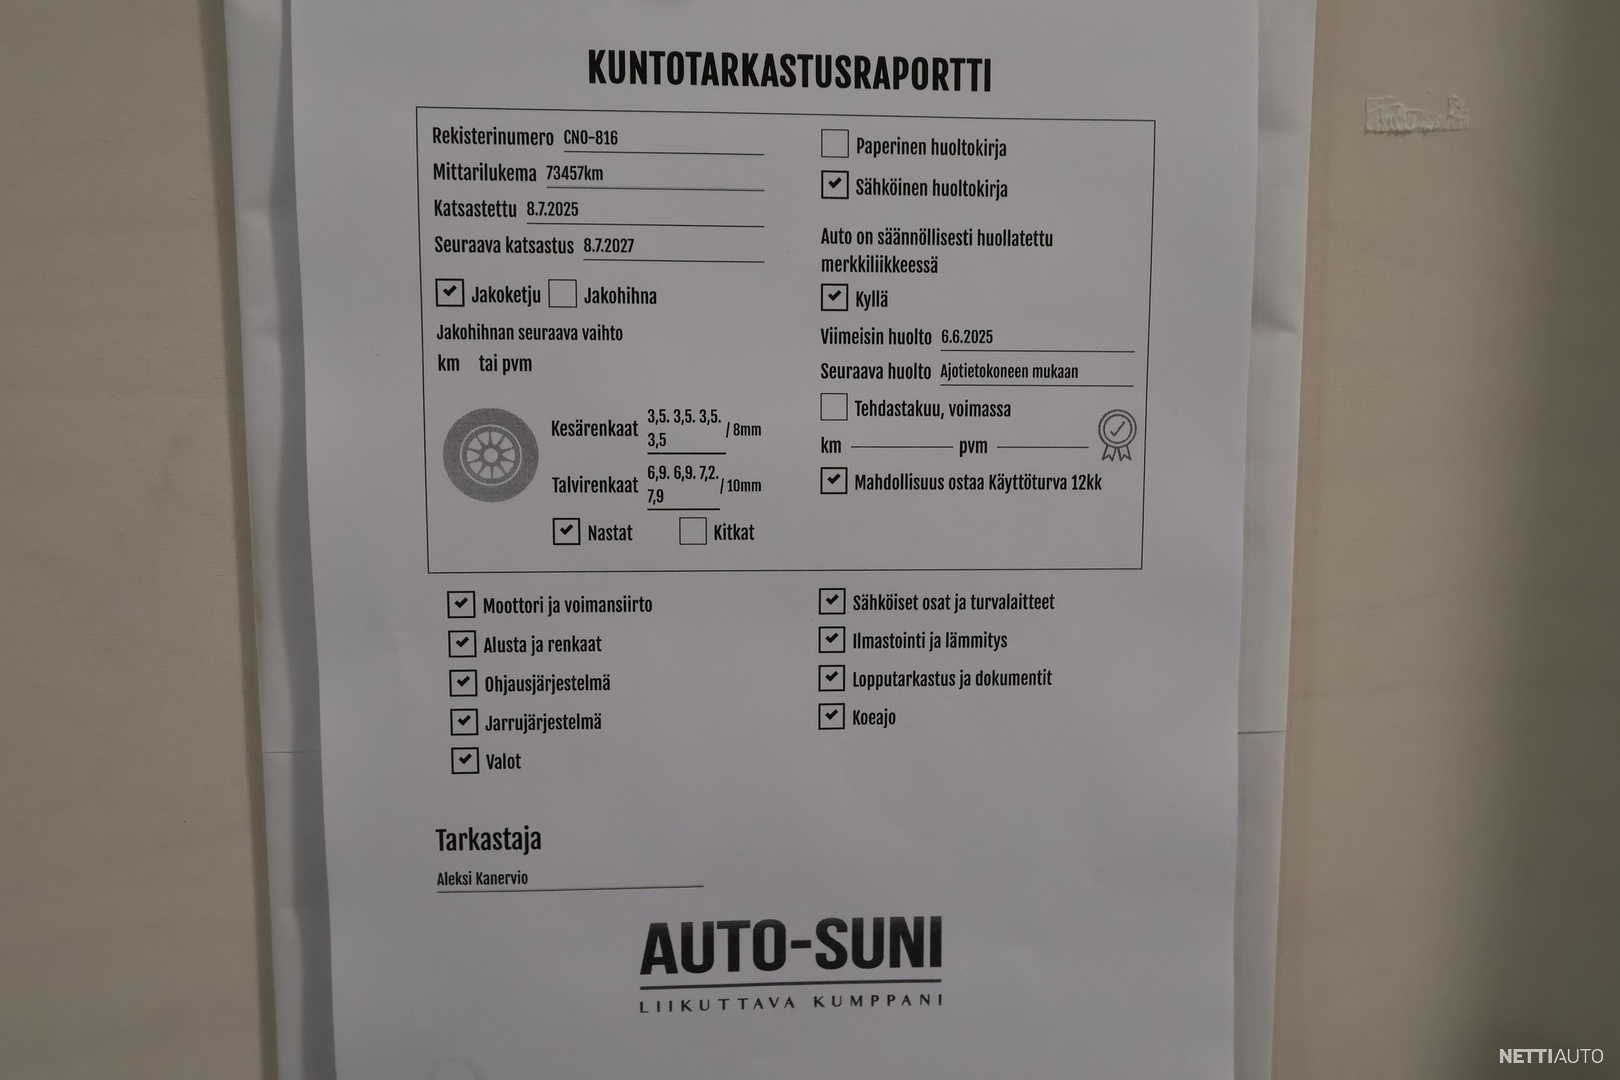 KUNTOTARKASTUSRAPORTTI
Rekisterinumero CNO-816
Mittarilukema 73457km
Katsastettu 8.7.2025
Seuraava katsastus 8.7.2027
Jakoketju Jakohihna
Jakohihnan seuraava vaihto
km tai pvm
Kesärenkaat 3,5. 3,5. 3,5. 3,5 / 8mm
Talvirenkaat 6,9. 6,9. 7,2. 7,9 / 10mm
Nastat Kitkat
Paperinen huoltokirja
Sähköinen huoltokirja
Auto on säännöllisesti huollatettu
merkkiliikkeessä
Kyllä
Viimeisin huolto 6.6.2025
Seuraava huolto Ajotietokoneen mukaan
Tehdastakuu, voimassa
km pvm
Mahdollisuus ostaa Käyttöturva 12kk
Moottori ja voimansiirto
Alusta ja renkaat
Ohjausjärjestelmä
Jarrujärjestelmä
Valot
Sähköiset osat ja turvalaitteet
Ilmastointi ja lämmitys
Lopputarkastus ja dokumentit
Koeajo
Tarkastaja
Aleksi Kanervio
AUTO-SUNI
LIIKUTTAVA KUMPPANI
NETTIAUTO